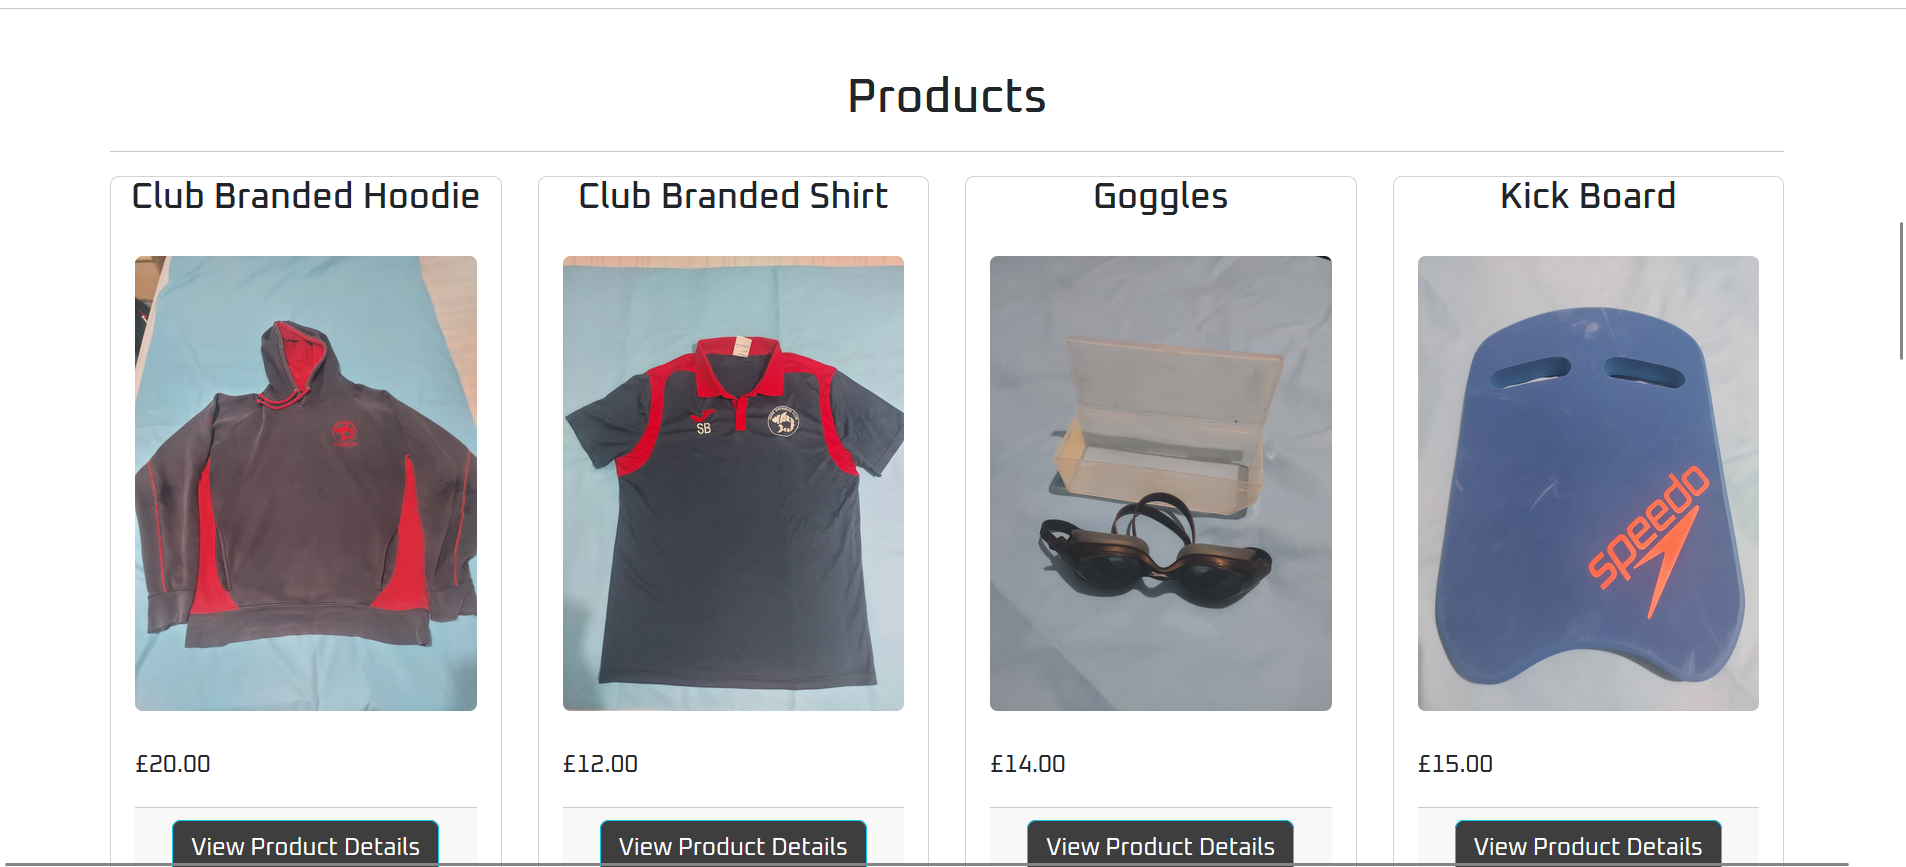 Products
Club Branded Hoodie
Club Branded Shirt
Goggles
Kick Board
SB
speedo
£20.00
£12.00
£14.00
£15.00
View Product Details
View Product Details
View Product Details
View Product Details